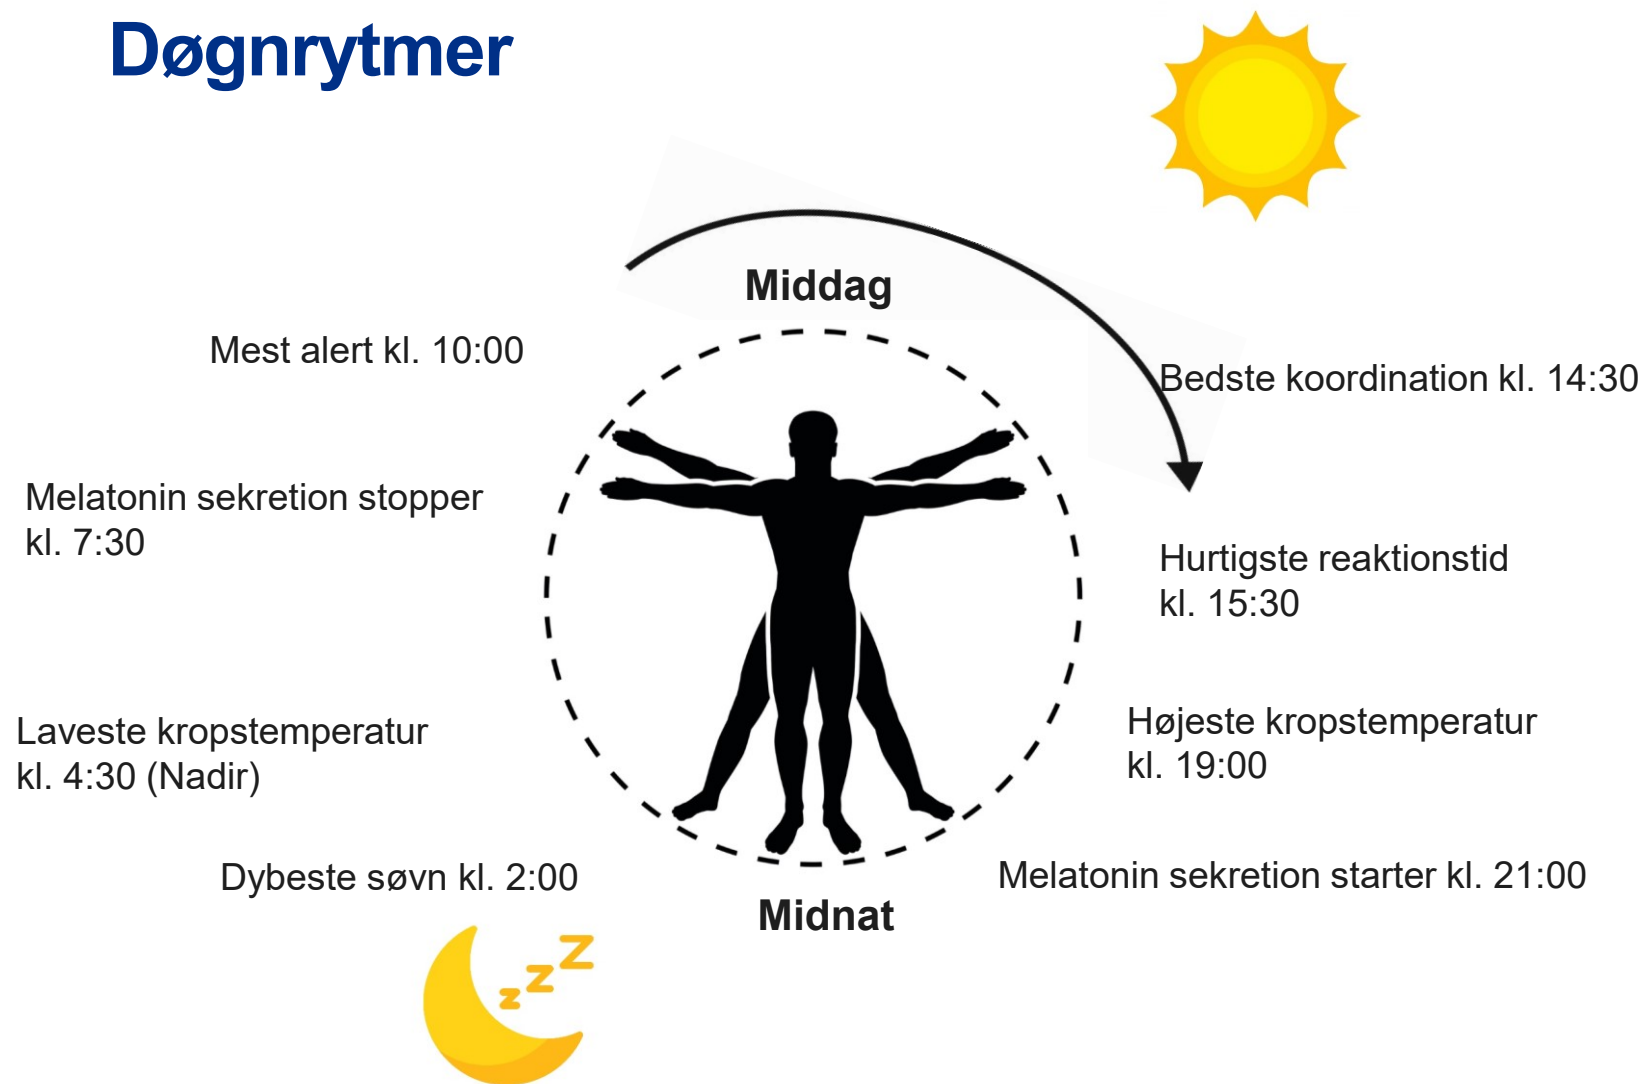 Døgnrytmer
Middag
Mest alert kl. 10:00
Bedste koordination kl. 14:30
Melatonin sekretion stopper
kl. 7:30
Hurtigste reaktionstid
kl. 15:30
Laveste kropstemperatur
kl. 4:30 (Nadir)
Højeste kropstemperatur
kl. 19:00
Dybeste søvn kl. 2:00
Melatonin sekretion starter kl. 21:00
Midnat
z z z